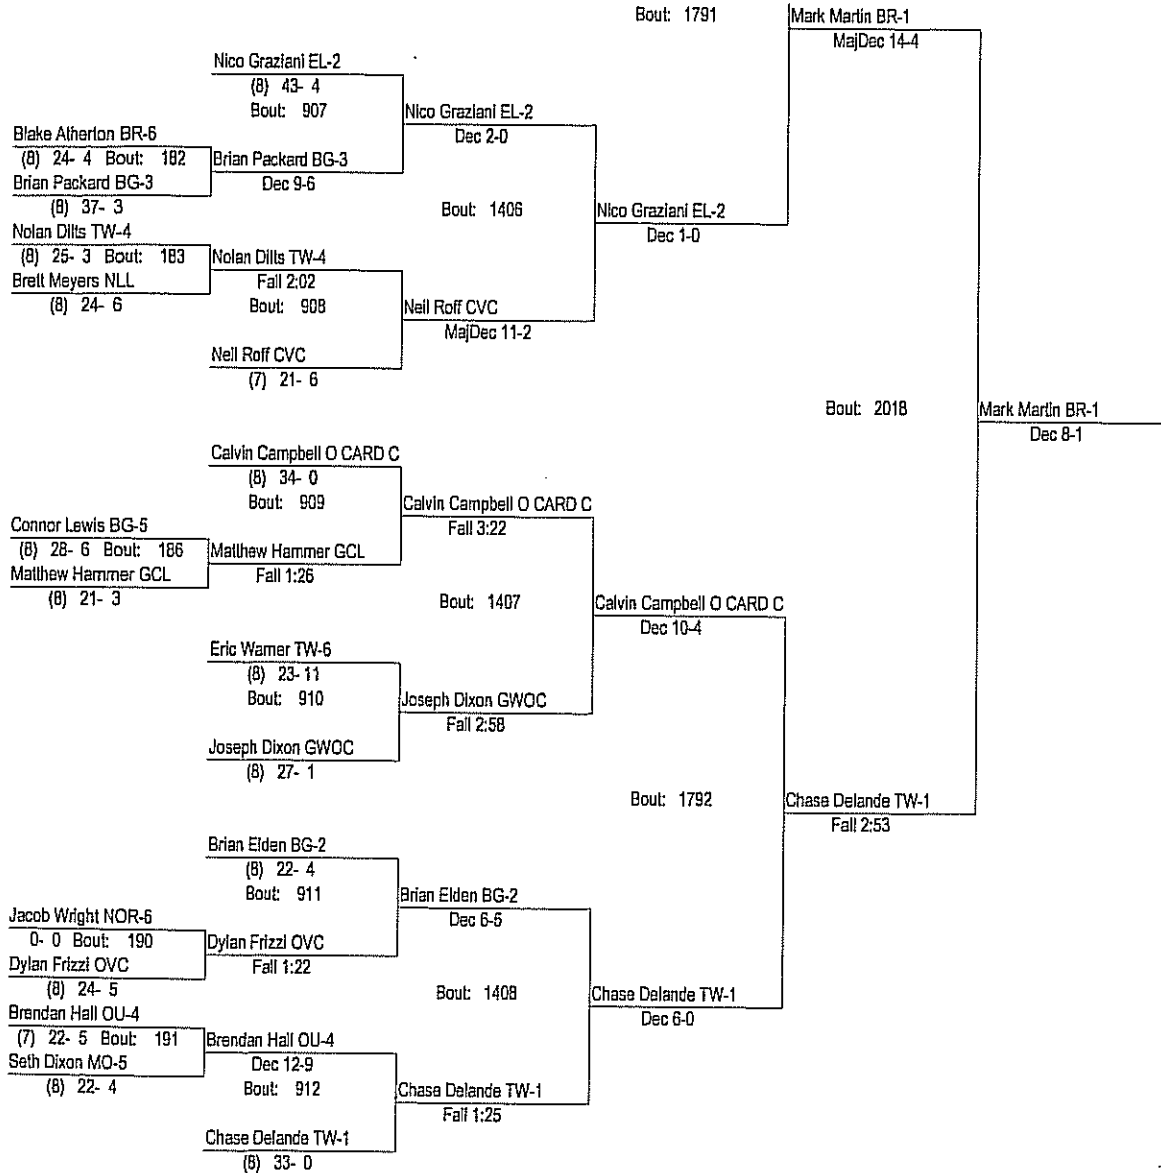 Bout: 1791
Mark Martin BR-1
MajDec 14-4
Nico Graziani EL-2
(8) 43- 4
Bout: 907
Nico Graziani EL-2
Dec 2-0
Blake Atherton BR-6
(8) 24- 4 Bout: 182
Brian Packard BG-3
Brian Packard BG-3
Dec 9-6
(8) 37- 3
Bout: 1406
Nico Graziani EL-2
Dec 1-0
Nolan Dilts TW-4
(8) 25- 3 Bout: 183
Nolan Dilts TW-4
Brett Meyers NLL
Fall 2:02
(8) 24- 6
Bout: 908
Neil Roff CVC
MajDec 11-2
Neil Roff CVC
(7) 21- 6
Bout: 2018
Mark Martin BR-1
Dec 8-1
Calvin Campbell O CARD C
(8) 34- 0
Bout: 909
Calvin Campbell O CARD C
Fall 3:22
Connor Lewis BG-5
(8) 28- 6 Bout: 186
Matthew Hammer GCL
Matthew Hammer GCL
Fall 1:26
(8) 21- 3
Bout: 1407
Calvin Campbell O CARD C
Dec 10-4
Eric Warner TW-6
(8) 23- 11
Bout: 910
Joseph Dixon GWOC
Fall 2:58
Joseph Dixon GWOC
(8) 27- 1
Bout: 1792
Chase Delande TW-1
Fall 2:53
Brian Elden BG-2
(8) 22- 4
Bout: 911
Brian Elden BG-2
Dec 6-5
Jacob Wright NOR-6
0- 0 Bout: 190
Dylan Frizzi OVC
Dylan Frizzi OVC
Fall 1:22
(8) 24- 5
Bout: 1408
Chase Delande TW-1
Dec 6-0
Brendan Hall OU-4
(7) 22- 5 Bout: 191
Brendan Hall OU-4
Seth Dixon MO-5
Dec 12-9
(8) 22- 4
Bout: 912
Chase Delande TW-1
Fall 1:25
Chase Delande TW-1
(8) 33- 0